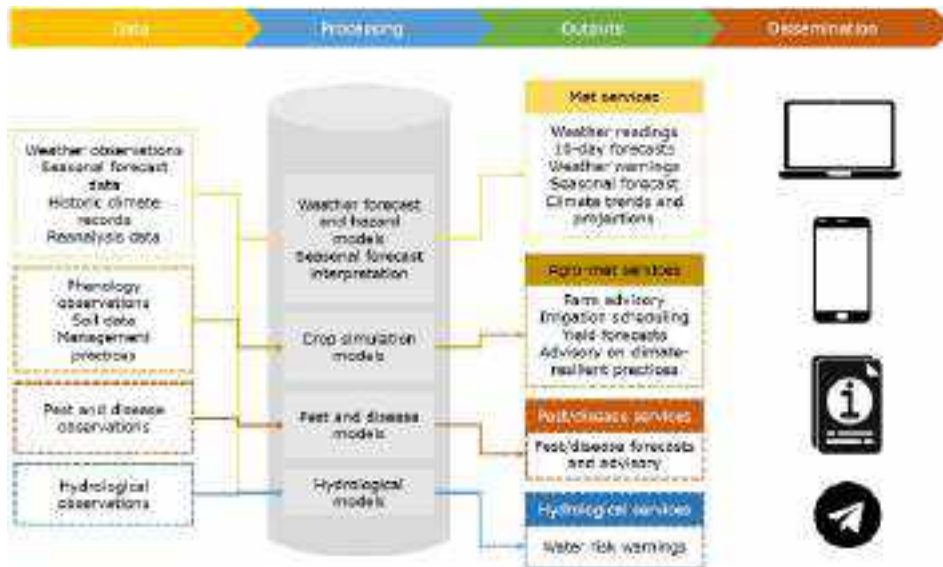 Data
Processing
Outputs
Dissemination
Weather observations
Seasonal forecast
data
Historic climate
records
Reanalysis data
Phenology
observations
Soil data
Management
practices
Pest and disease
observations
Hydrological
observations
Weather forecast
and hazard
models
Seasonal forecast
interpretation
Crop simulation
models
Pest and disease
models
Hydrological
models
Met services
Weather readings
10-day forecasts
Weather warnings
Seasonal forecast
Climate trends and
projections
Agro-met services
Farm advisory
Irrigation scheduling
Yield forecasts
Advisory on climate-
resilient practices
Pest/disease services
Pest/disease forecasts
and advisory
Hydrological services
Water risk warnings